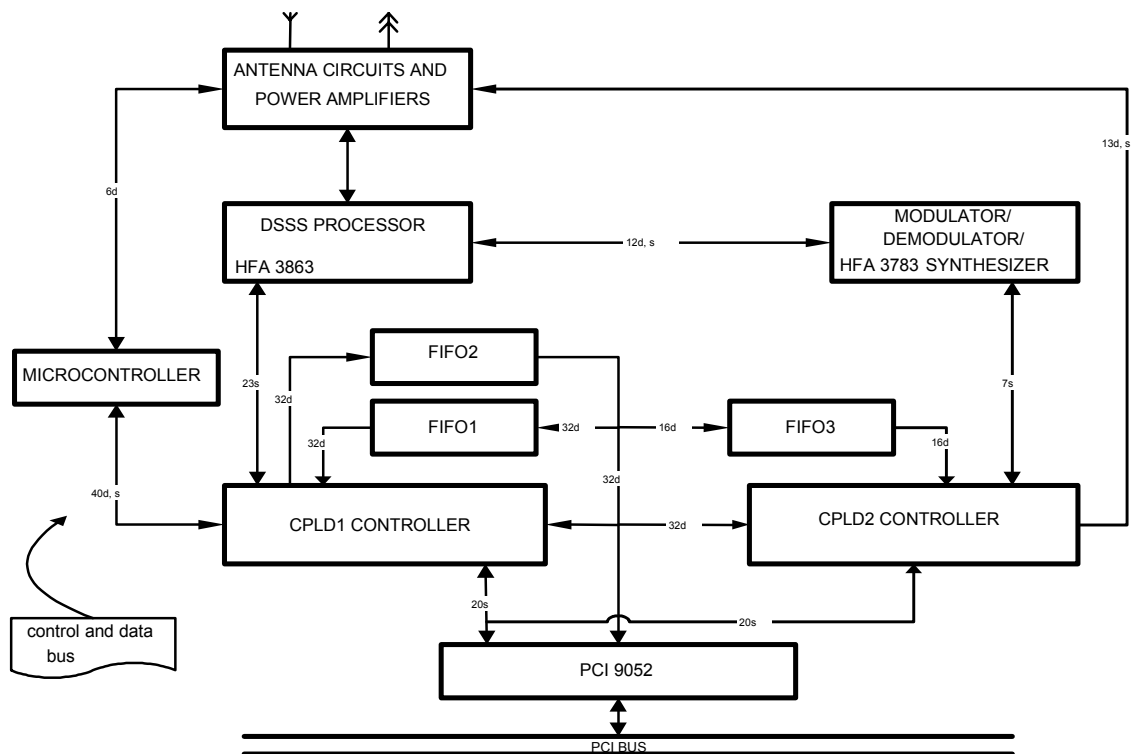 ANTENNA CIRCUITS AND
POWER AMPLIFIERS
13d, s
6d
DSSS PROCESSOR
HFA 3863
12d, s
MODULATOR/
DEMODULATOR/
HFA 3783 SYNTHESIZER
MICROCONTROLLER
23s
32d
FIFO2
7s
32d
FIFO1
32d
16d
FIFO3
16d
32d
40d, s
CPLD1 CONTROLLER
32d
CPLD2 CONTROLLER
20s
20s
control and data
bus
PCI 9052
PCI BUS